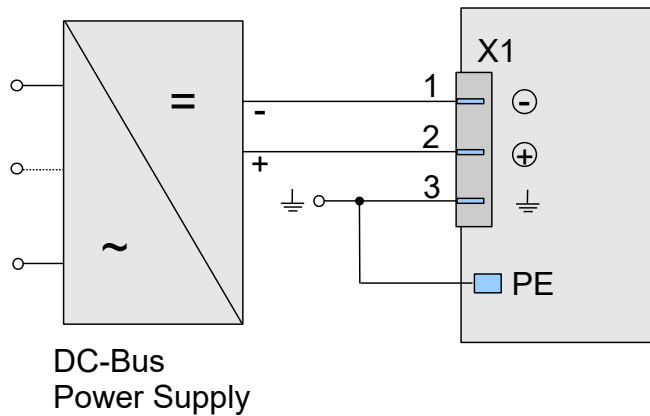 X1
=
1
-
-
2
+
+
3
~
PE
DC-Bus
Power Supply